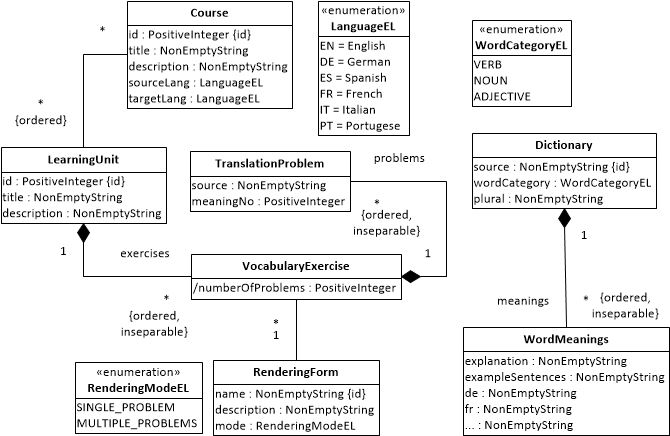 Course
id : PositiveInteger {id}
title : NonEmptyString
description : NonEmptyString
sourceLang : LanguageEL
targetLang : LanguageEL
«enumeration»
LanguageEL
EN = English
DE = German
ES = Spanish
FR = French
IT = Italian
PT = Portugese
«enumeration»
WordCategoryEL
VERB
NOUN
ADJECTIVE
*
*
{ordered}
LearningUnit
id : PositiveInteger {id}
title : NonEmptyString
description : NonEmptyString
TranslationProblem
source : NonEmptyString
meaningNo : PositiveInteger
problems
*
{ordered,
inseparable}
1
Dictionary
source : NonEmptyString {id}
wordCategory : WordCategoryEL
plural : NonEmptyString
1
exercises
1
*
{ordered,
inseparable}
VocabularyExercise
/numberOfProblems : PositiveInteger
meanings
*
{ordered,
inseparable}
*
1
«enumeration»
RenderingModeEL
SINGLE_PROBLEM
MULTIPLE_PROBLEMS
RenderingForm
name : NonEmptyString {id}
description : NonEmptyString
mode : RenderingModeEL
WordMeanings
explanation : NonEmptyString
exampleSentences : NonEmptyString
de : NonEmptyString
fr : NonEmptyString
... : NonEmptyString